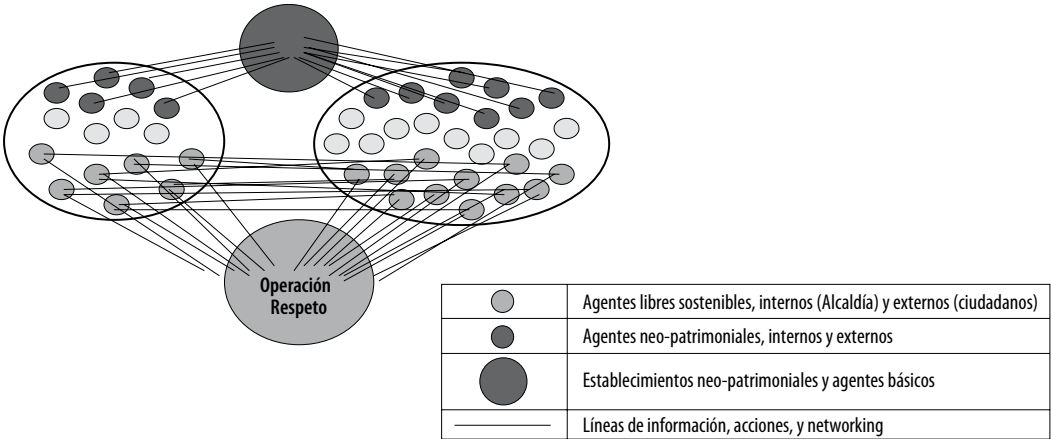 Operación
Respeto
Agentes libres sostenibles, internos (Alcaldía) y externos (ciudadanos)
Agentes neo-patrimoniales, internos y externos
Establecimientos neo-patrimoniales y agentes básicos
Líneas de información, acciones, y networking